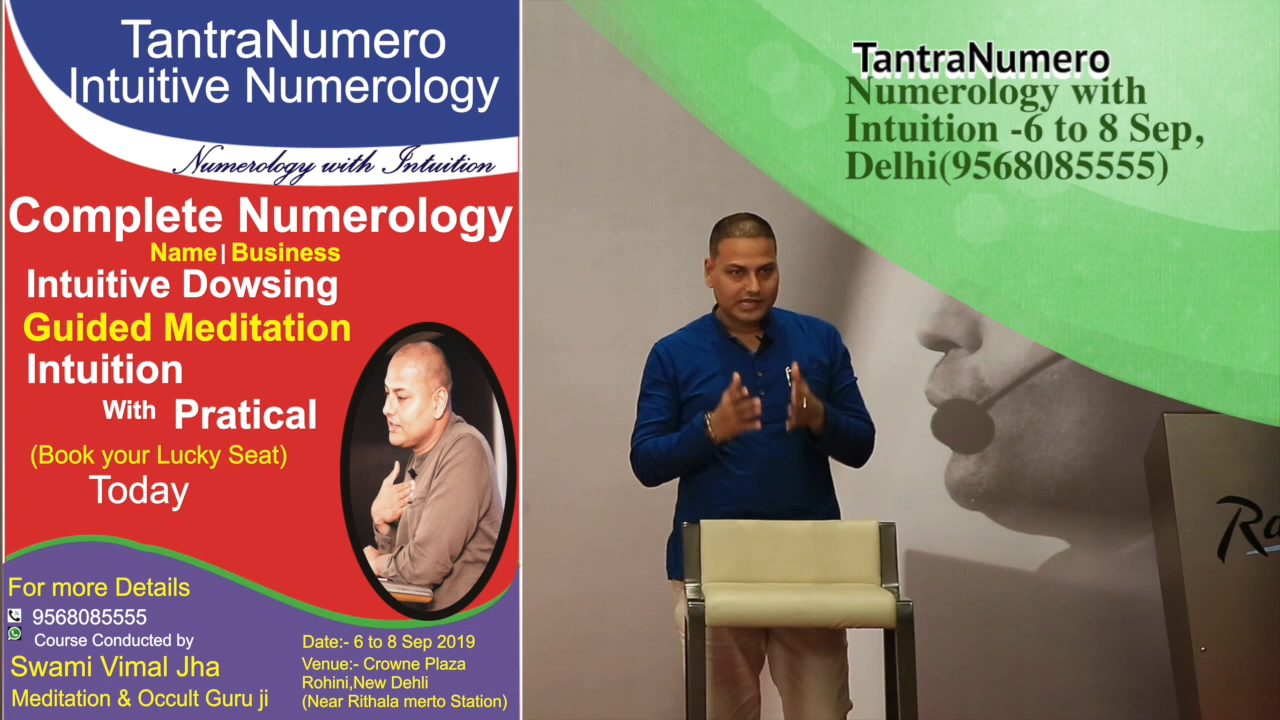 TantraNumero
Intuitive Numerology
Numerology with Intuition
Complete Numerology
Name | Business
Intuitive Dowsing
Guided Meditation
Intuition
With Pratical
(Book your Lucky Seat)
Today
For more Details
9568085555
Course Conducted by
Swami Vimal Jha
Meditation & Occult Guru ji
Date:- 6 to 8 Sep 2019
Venue:- Crowne Plaza
Rohini,New Dehli
(Near Rithala merto Station)
TantraNumero
Numerology with
Intuition -6 to 8 Sep,
Delhi(9568085555)